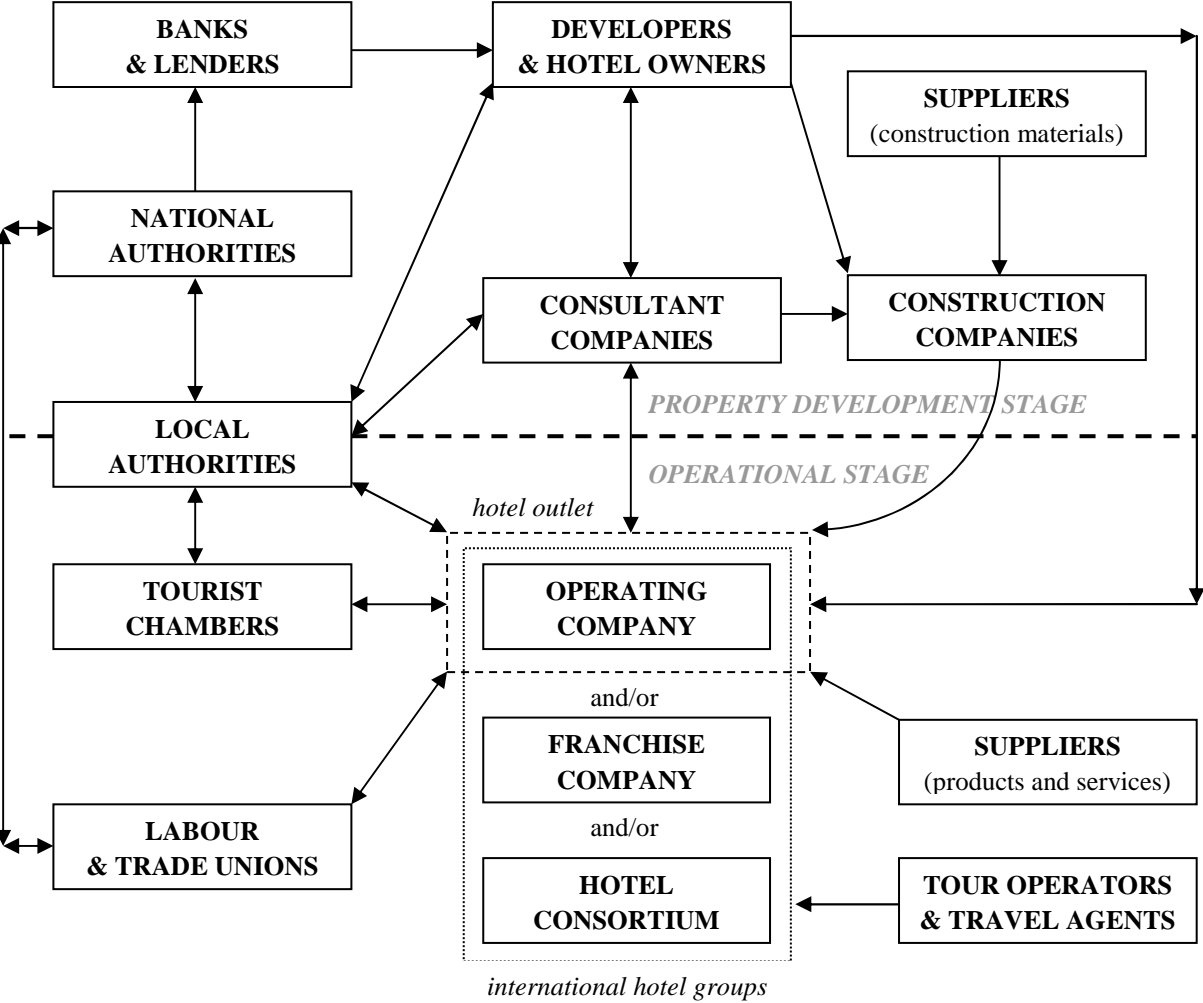 BANKS
& LENDERS
DEVELOPERS
& HOTEL OWNERS
SUPPLIERS
(construction materials)
NATIONAL
AUTHORITIES
CONSULTANT
COMPANIES
CONSTRUCTION
COMPANIES
PROPERTY DEVELOPMENT STAGE
LOCAL
AUTHORITIES
OPERATIONAL STAGE
hotel outlet
TOURIST
CHAMBERS
OPERATING
COMPANY
and/or
FRANCHISE
COMPANY
SUPPLIERS
(products and services)
and/or
LABOUR
& TRADE UNIONS
HOTEL
CONSORTIUM
TOUR OPERATORS
& TRAVEL AGENTS
international hotel groups